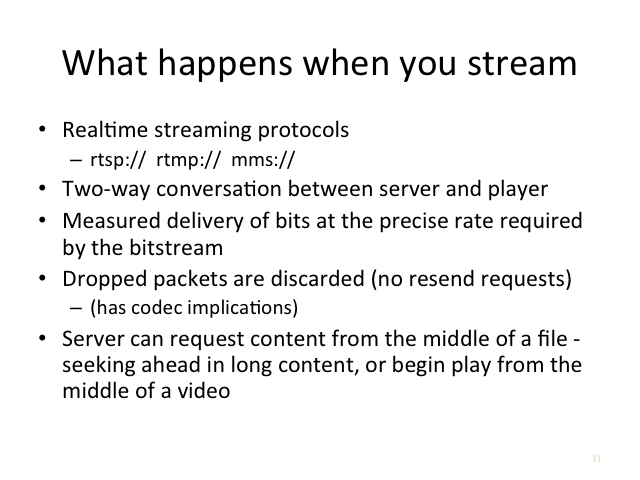 What happens when you stream
• Realtime streaming protocols
– rtsp:// rtmp:// mms://
• Two-way conversation between server and player
• Measured delivery of bits at the precise rate required
by the bitstream
• Dropped packets are discarded (no resend requests)
– (has codec implications)
• Server can request content from the middle of a file -
seeking ahead in long content, or begin play from the
middle of a video
11